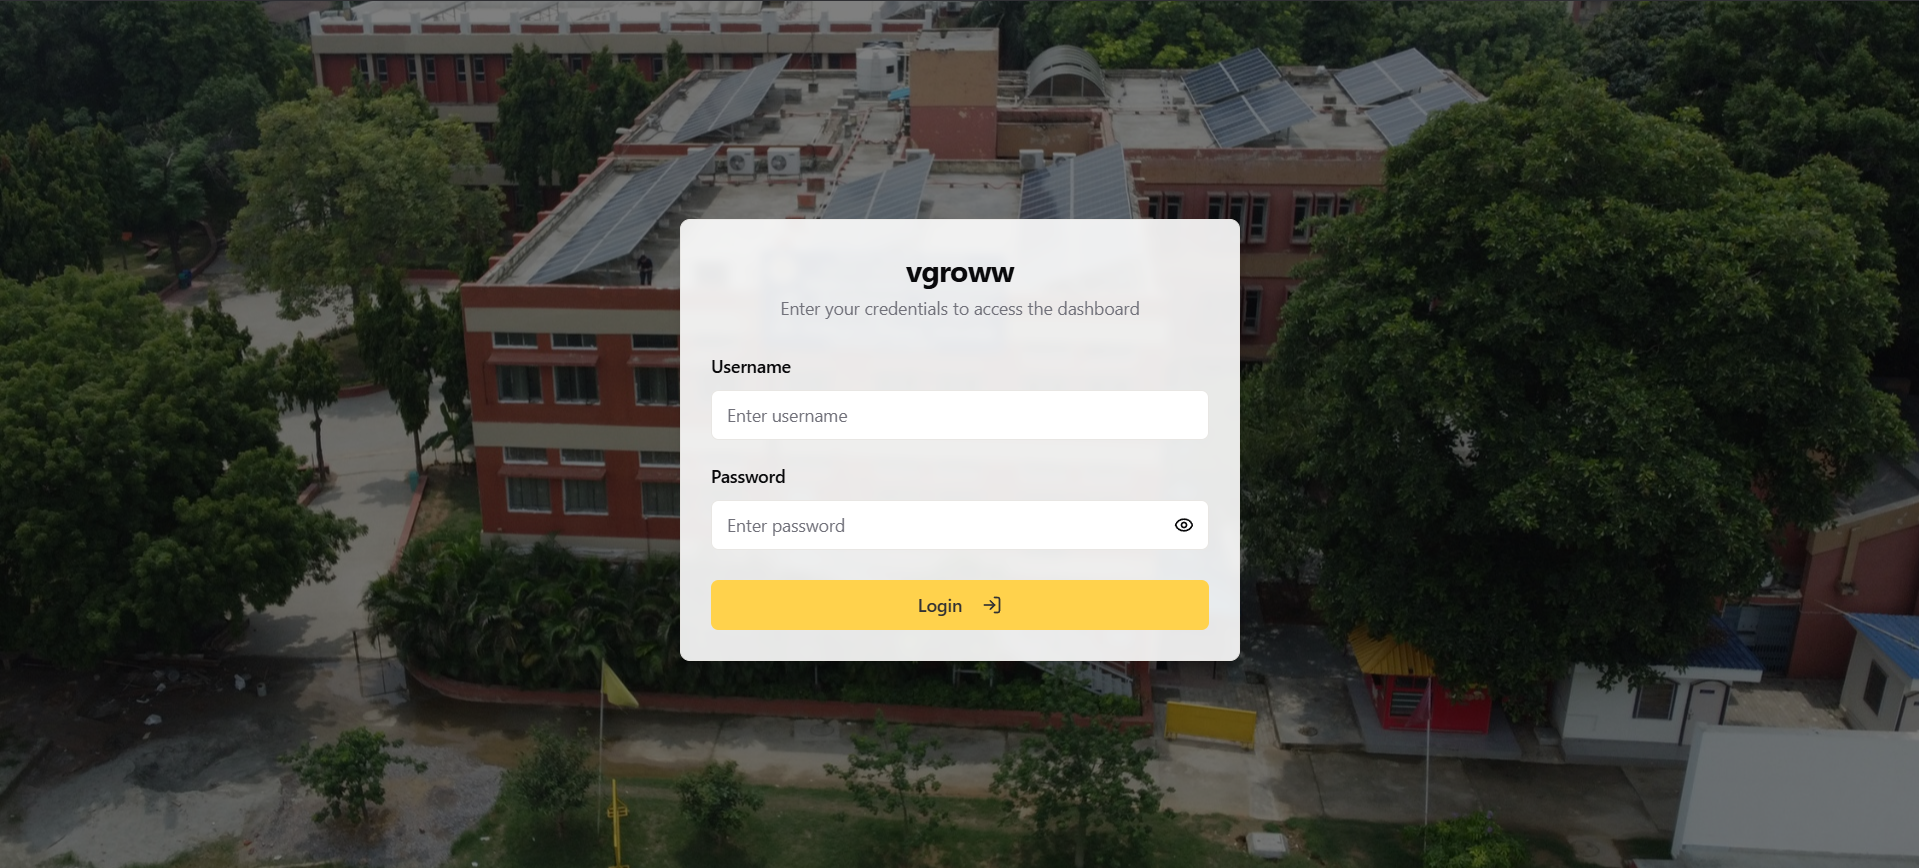 vgroww
Enter your credentials to access the dashboard
Username
Enter username
Password
Enter password
Login